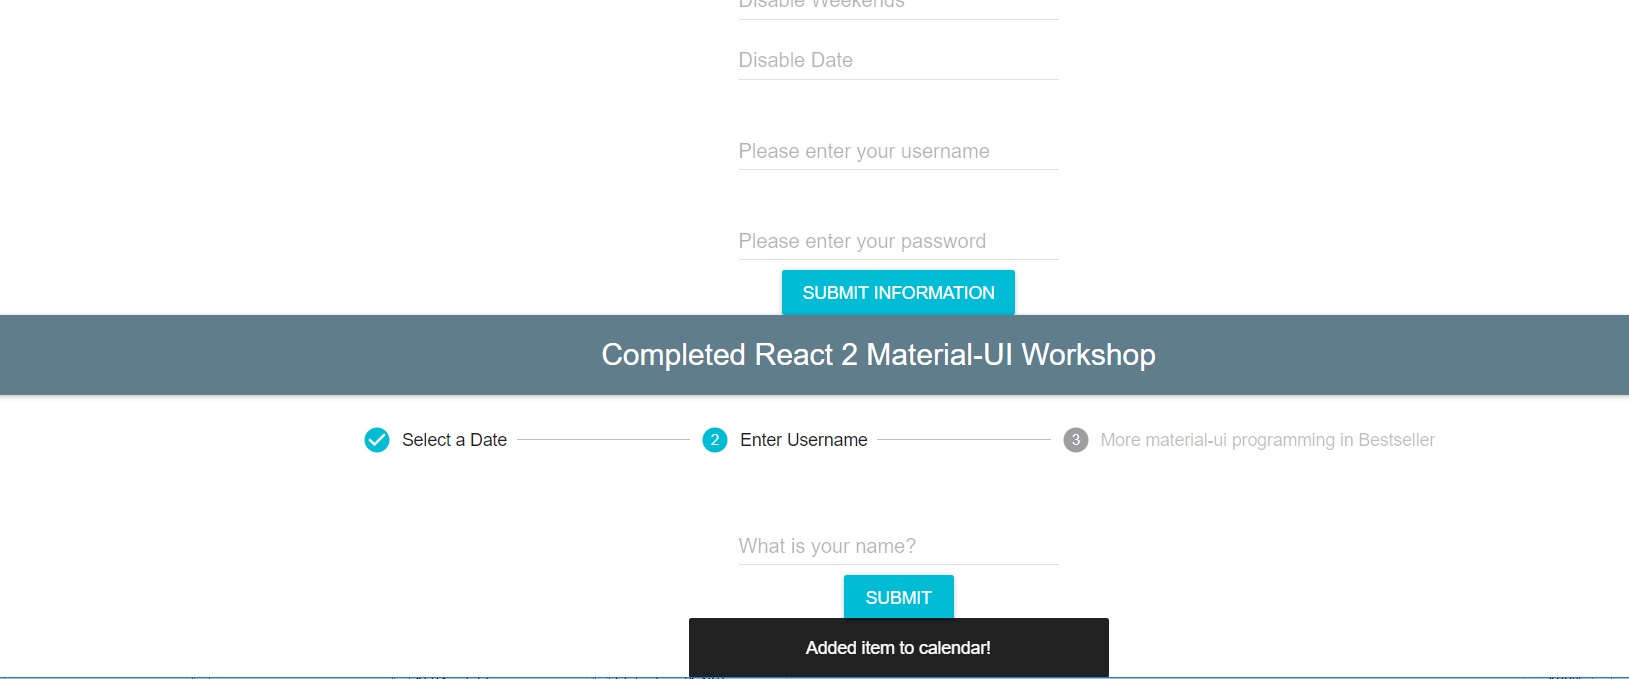 Disable Weekends
Disable Date
Please enter your username
Please enter your password
SUBMIT INFORMATION
Completed React 2 Material-UI Workshop
Select a Date 2 Enter Username 3 More material-ui programming in Bestseller
What is your name?
SUBMIT
Added item to calendar!